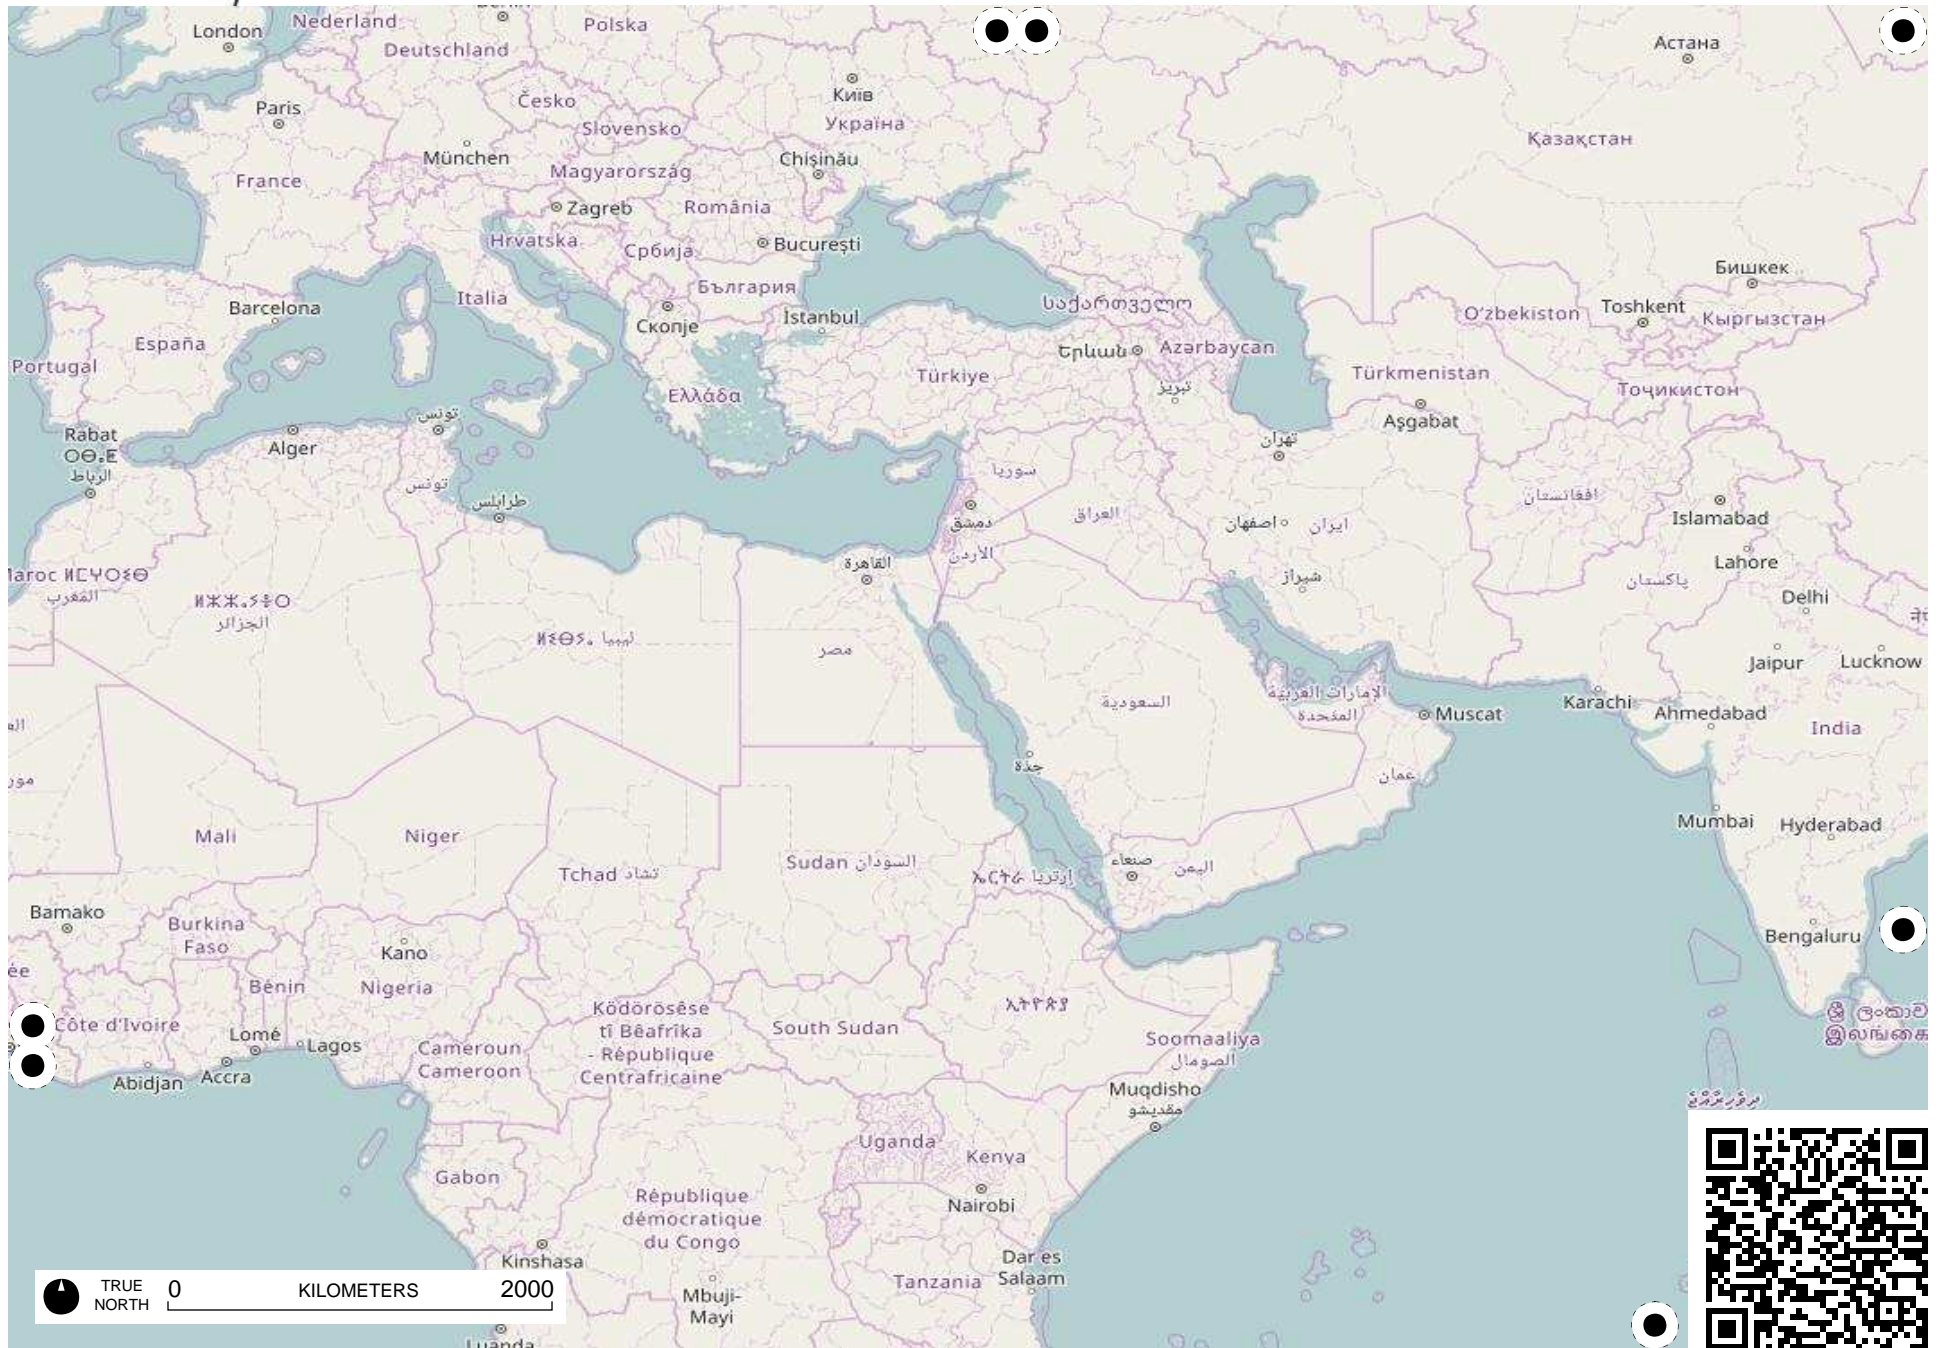 London
Nederland
Deutschland
Polska
Астана
Paris
Česko
Київ
Україна
Slovensko
Қазақстан
München
Chișinău
Magyarország
France
Zagreb
România
Hrvatska
Србија
București
Бишкек
България
Italia
Barcelona
Скопје
İstanbul
საქართველო
O‘zbekiston
Toshkent
Кыргызстан
España
Portugal
Երևան
Azərbaycan
Türkiye
Türkmenistan
تبریز
Ελλάδα
Тоҷикистон
تونس
Aşgabat
Rabat
ⵔⴱⴰⵟ
الرباط
Alger
تهران
سوريا
تونس
افغانستان
طرابلس
دمشق
العراق
اصفهان
ایران
Islamabad
الأردن
القاهرة
Lahore
شیراز
پاکستان
المغرب
Delhi
الجزائر
ليبيا
مصر
Jaipur
Lucknow
السعودية
الإمارات العربية
المتحدة
Karachi
Muscat
Ahmedabad
India
جدة
عمان
Mali
Niger
Mumbai
Hyderabad
Tchad تشاد
Sudan السودان
ኤርትራ إرتريا
صنعاء
اليمن
Bamako
Burkina
Faso
Kano
Bengaluru
Bénin
Nigeria
Ködörösêse
tî Bêafrîka
- République
Centrafricaine
ኢትዮጵያ
Côte d'Ivoire
Lomé
Lagos
South Sudan
Soomaaliya
الصومال
Cameroun
Cameroon
Abidjan
Accra
Muqdisho
مقديشو
ދިވެހިރާއްޖެ
Uganda
Kenya
Gabon
République
démocratique
du Congo
Nairobi
Kinshasa
Dar es
Salaam
Tanzania
Mbuji-
Mayi
TRUE
NORTH
0
KILOMETERS
2000
Luanda